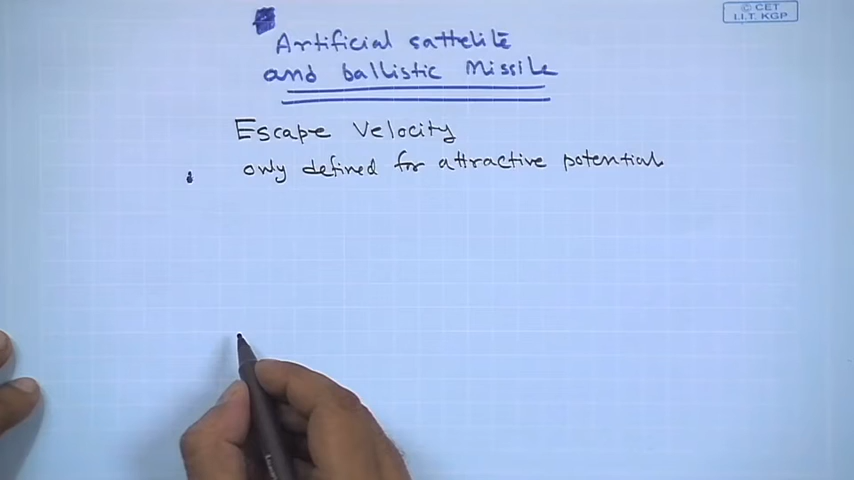 © CET
I.I.T. KGP
Artificial sattelite
and ballistic Missile
Escape Velocity
only defined for attractive potential